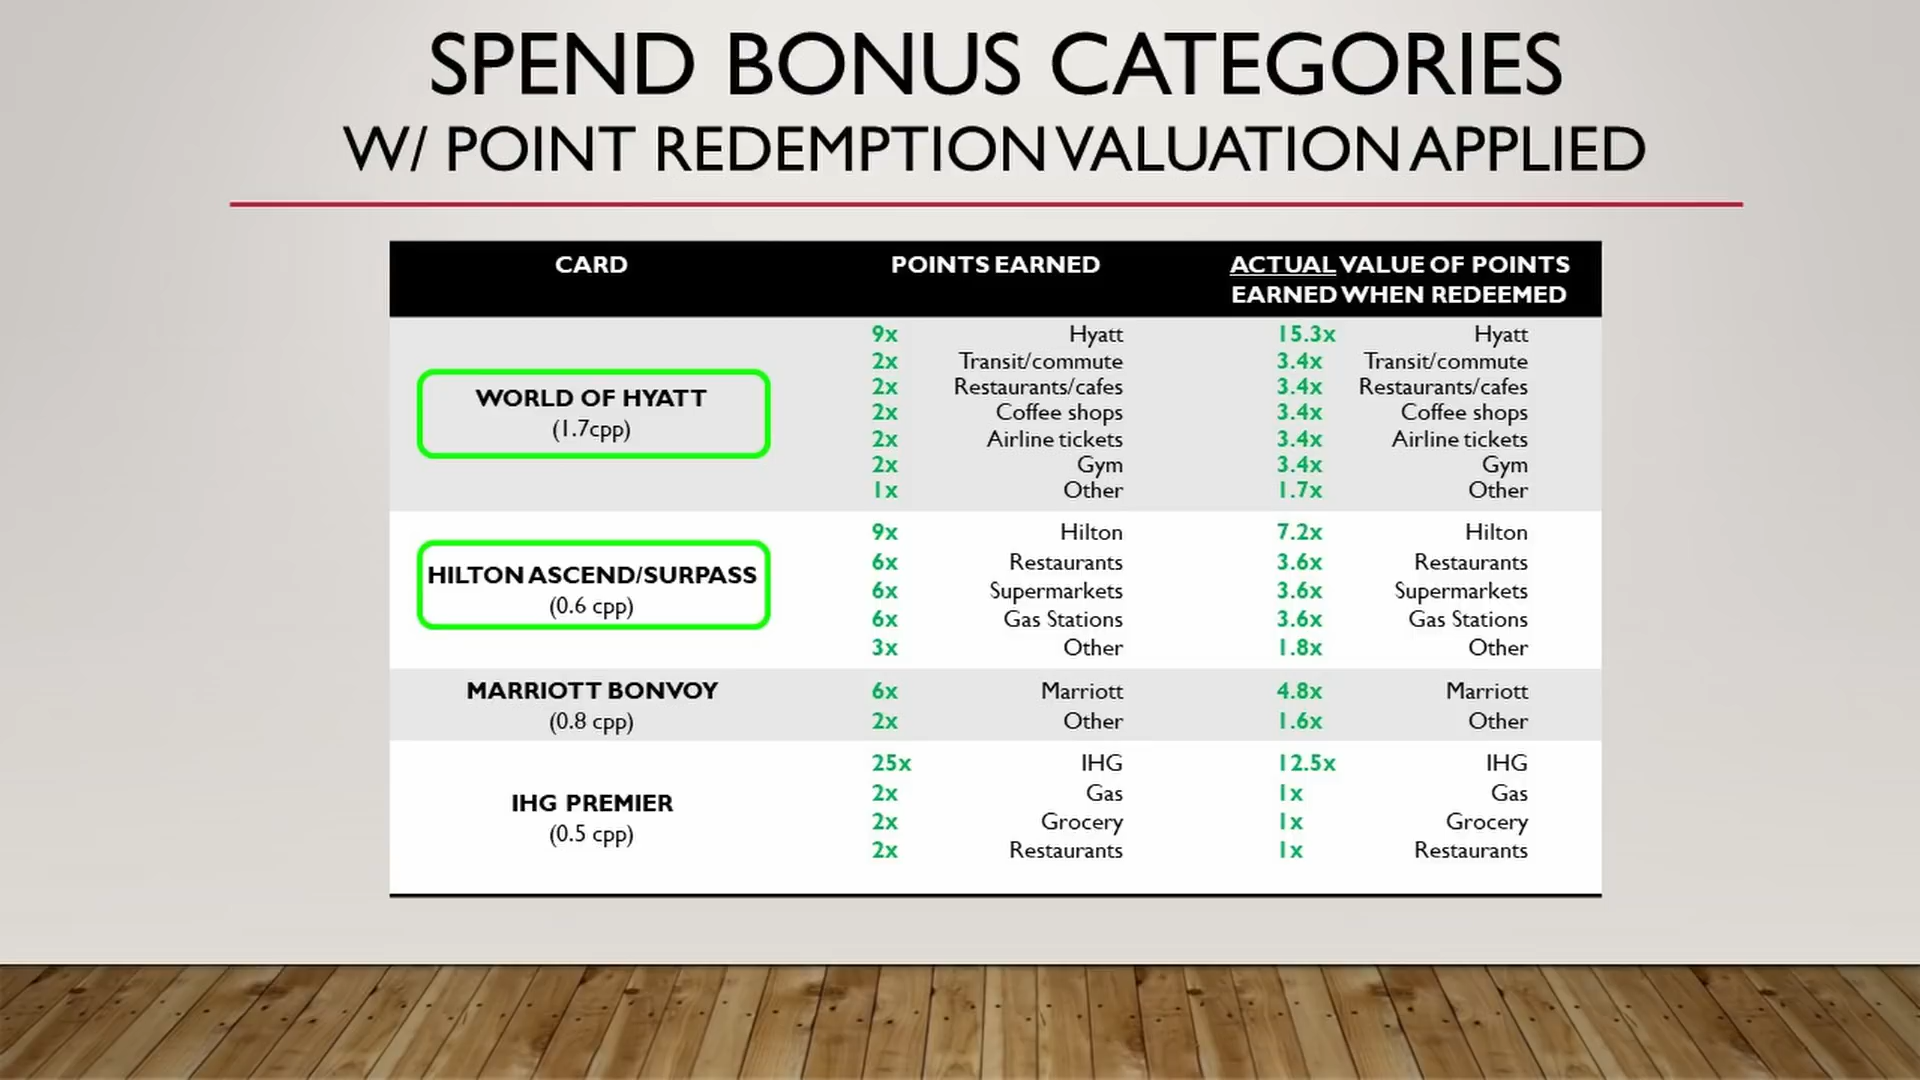 SPEND BONUS CATEGORIES
W/ POINT REDEMPTION VALUATION APPLIED
CARD POINTS EARNED ACTUAL VALUE OF POINTS
EARNED WHEN REDEEMED
WORLD OF HYATT
(1.7cpp)
9x Hyatt 15.3x Hyatt
2x Transit/commute 3.4x Transit/commute
2x Restaurants/cafes 3.4x Restaurants/cafes
2x Coffee shops 3.4x Coffee shops
2x Airline tickets 3.4x Airline tickets
2x Gym 3.4x Gym
1x Other 1.7x Other
HILTON ASCEND/SURPASS
(0.6 cpp)
9x Hilton 7.2x Hilton
6x Restaurants 3.6x Restaurants
6x Supermarkets 3.6x Supermarkets
6x Gas Stations 3.6x Gas Stations
3x Other 1.8x Other
MARRIOTT BONVOY
(0.8 cpp)
6x Marriott 4.8x Marriott
2x Other 1.6x Other
IHG PREMIER
(0.5 cpp)
25x IHG 12.5x IHG
2x Gas 1x Gas
2x Grocery 1x Grocery
2x Restaurants 1x Restaurants